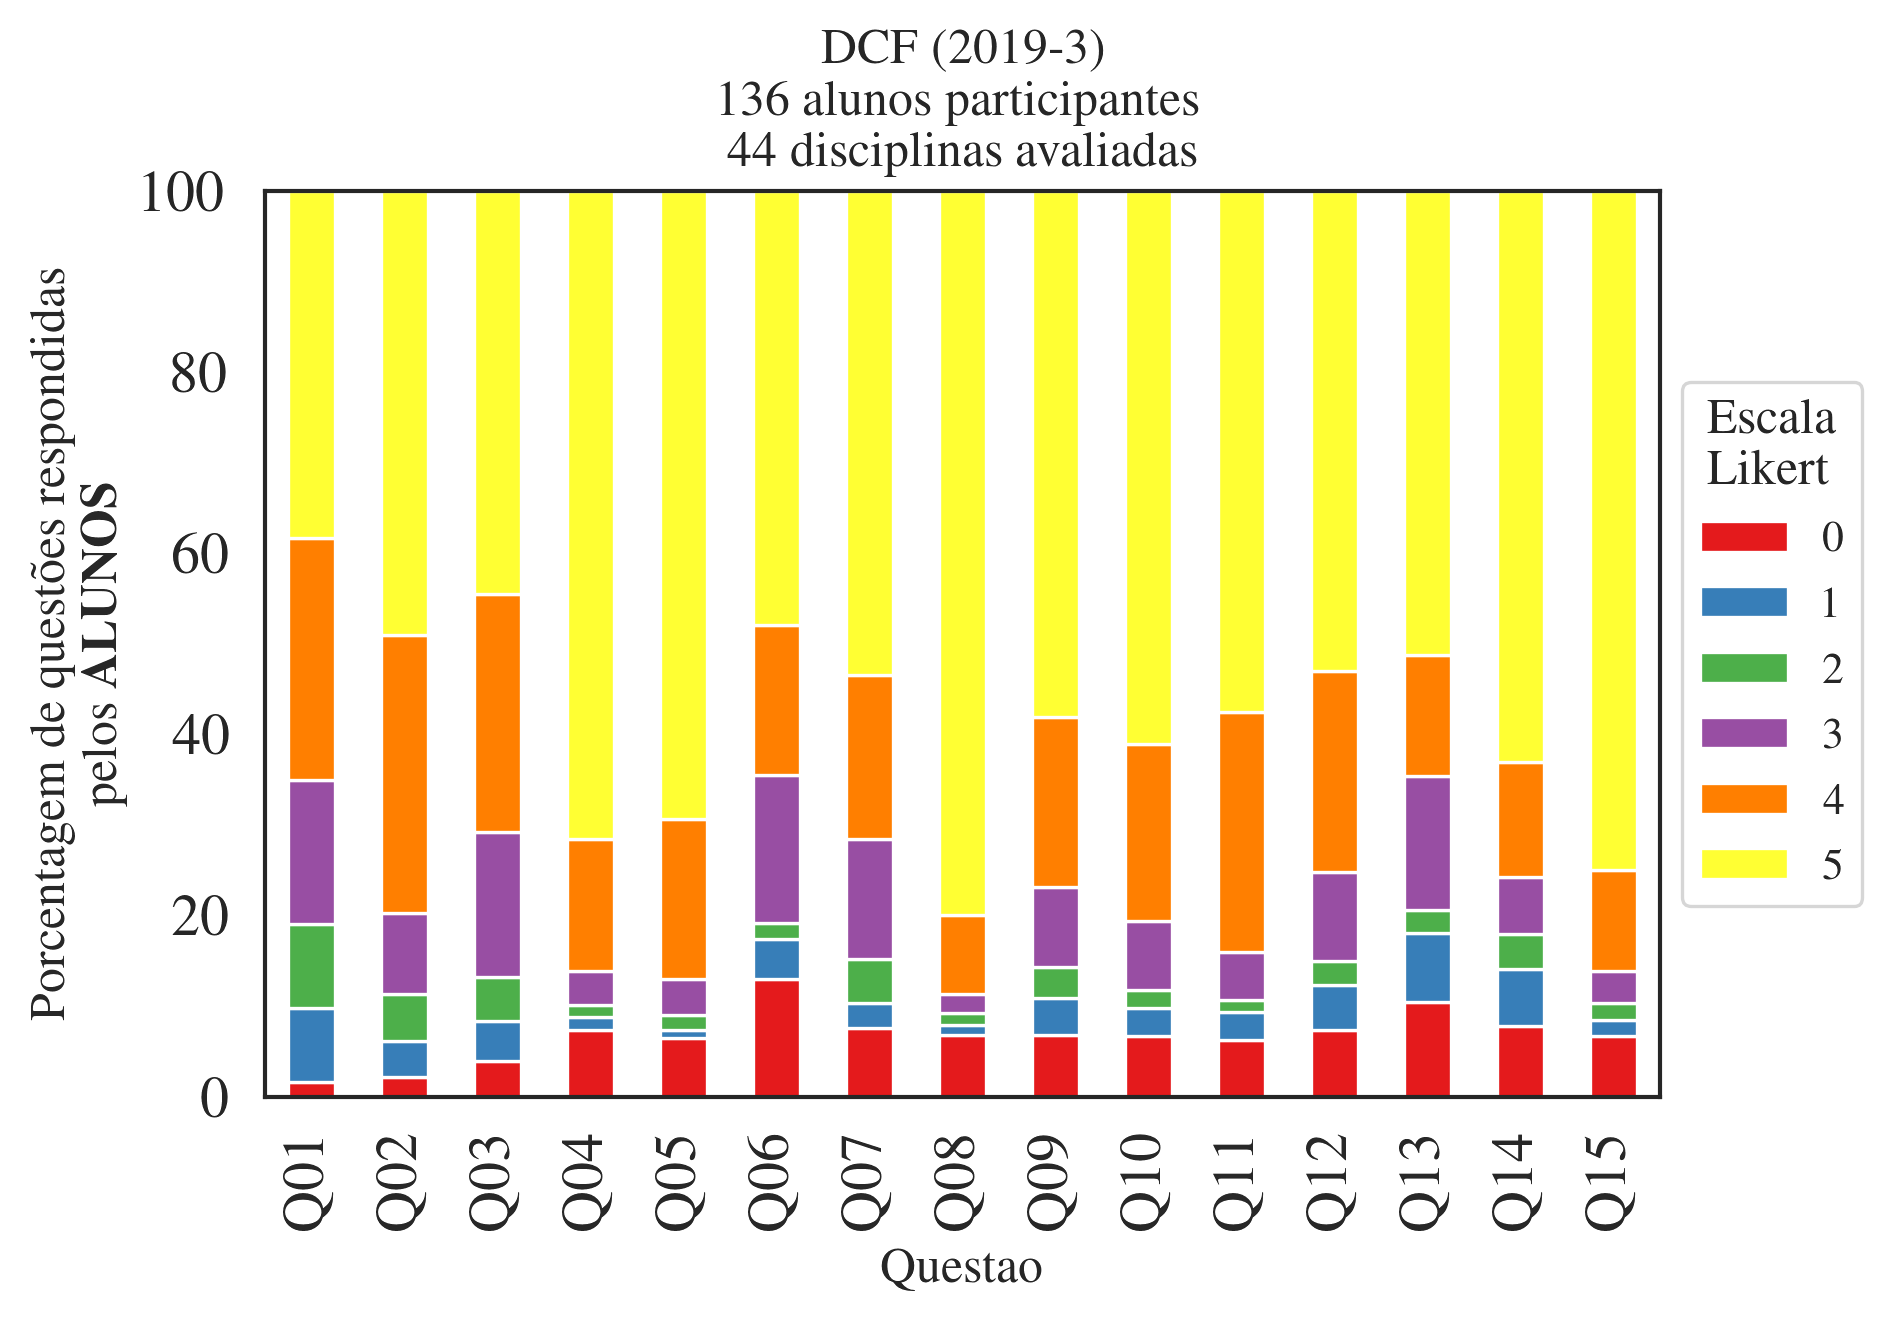 DCF (2019-3)
136 alunos participantes
44 disciplinas avaliadas
Porcentagem de questões respondidas
pelos ALUNOS
100
80
60
40
20
0
Q01
Q02
Q03
Q04
Q05
Q06
Q07
Q08
Q09
Q10
Q11
Q12
Q13
Q14
Q15
Questao
Escala
Likert
0
1
2
3
4
5